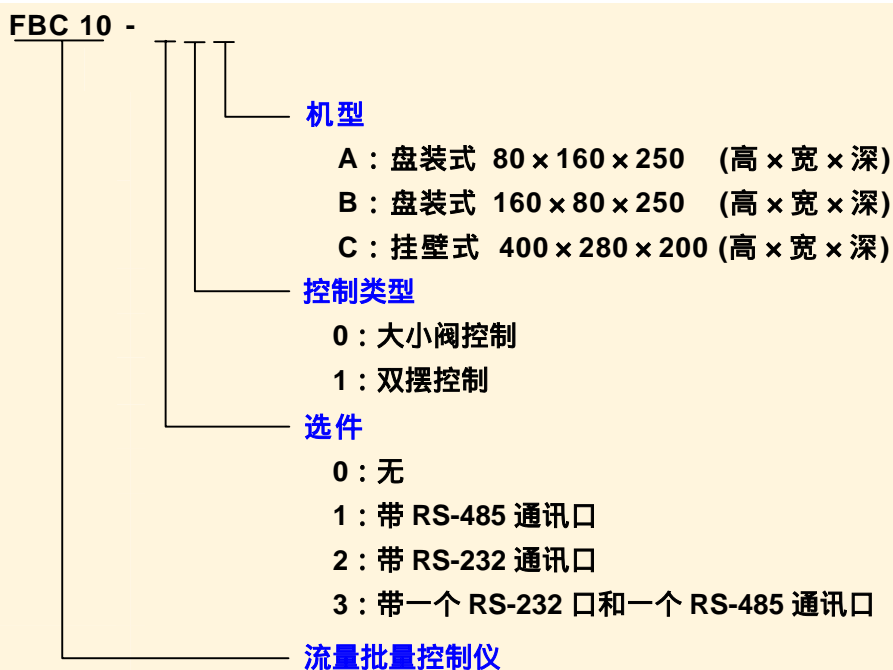 FBC 10 -
机型
A：盘装式 80×160×250 (高×宽×深)
B：盘装式 160×80×250 (高×宽×深)
C：挂壁式 400×280×200 (高×宽×深)
控制类型
0：大小阀控制
1：双摆控制
选件
0：无
1：带 RS-485 通讯口
2：带 RS-232 通讯口
3：带一个 RS-232 口和一个 RS-485 通讯口
流量批量控制仪